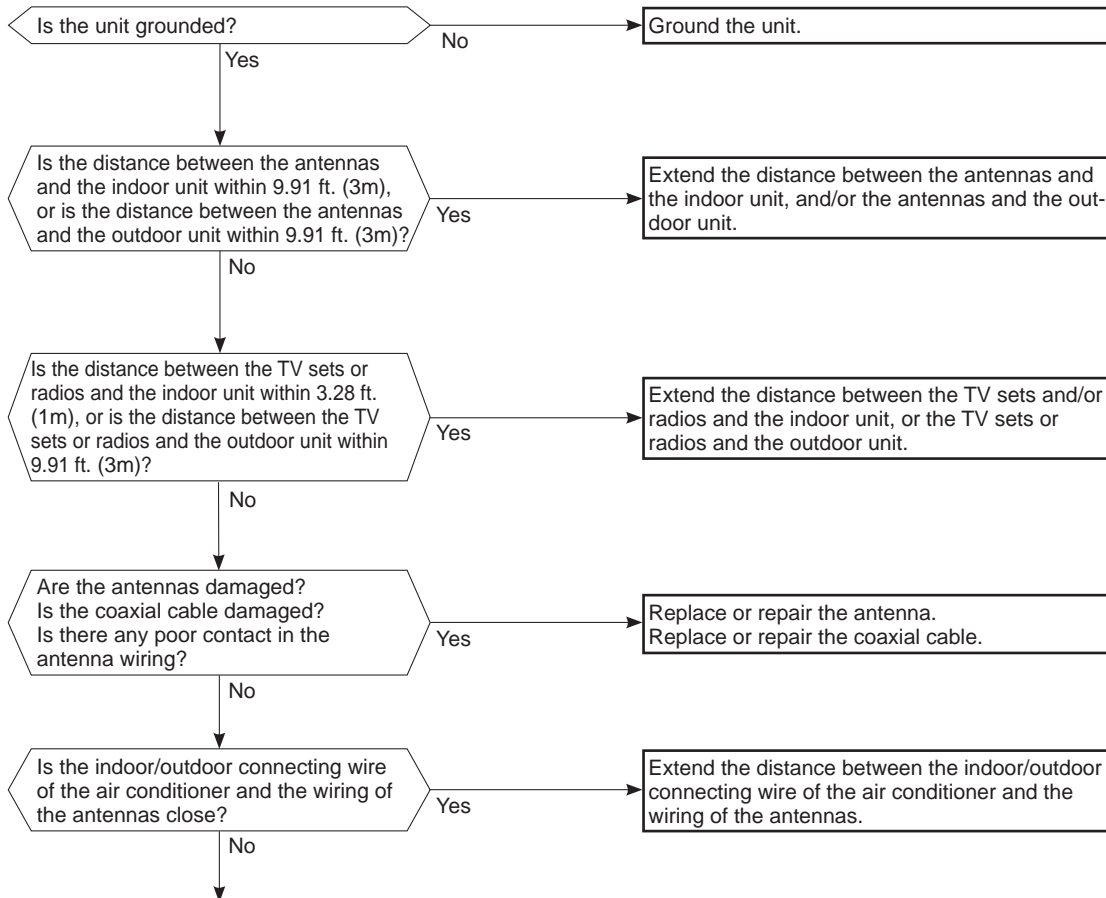 Is the unit grounded?
No
Ground the unit.
Yes
Is the distance between the antennas
and the indoor unit within 9.91 ft. (3m),
or is the distance between the antennas
and the outdoor unit within 9.91 ft. (3m)?
Yes
Extend the distance between the antennas and
the indoor unit, and/or the antennas and the out-
door unit.
No
Is the distance between the TV sets or
radios and the indoor unit within 3.28 ft.
(1m), or is the distance between the TV
sets or radios and the outdoor unit within
9.91 ft. (3m)?
Yes
Extend the distance between the TV sets and/or
radios and the indoor unit, or the TV sets or
radios and the outdoor unit.
No
Are the antennas damaged?
Is the coaxial cable damaged?
Is there any poor contact in the
antenna wiring?
Yes
Replace or repair the antenna.
Replace or repair the coaxial cable.
No
Is the indoor/outdoor connecting wire
of the air conditioner and the wiring of
the antennas close?
Yes
Extend the distance between the indoor/outdoor
connecting wire of the air conditioner and the
wiring of the antennas.
No